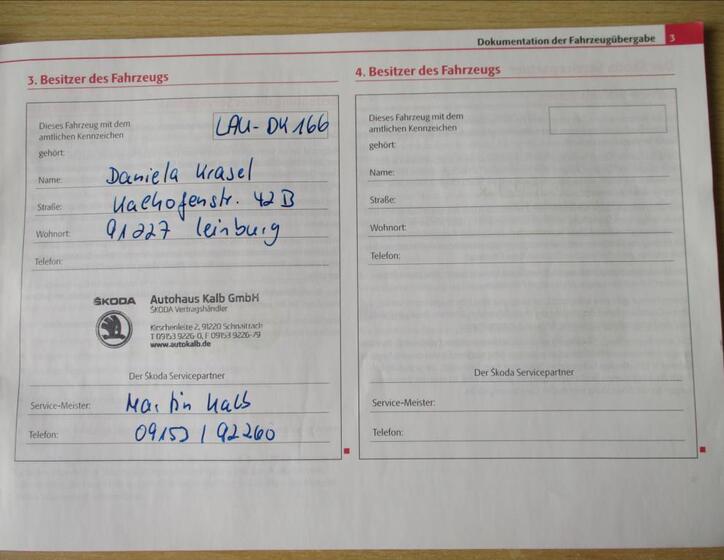 Dokumentation der Fahrzeugübergabe 3
3. Besitzer des Fahrzeugs
Dieses Fahrzeug mit dem
amtlichen Kennzeichen
LAU-DK 166
gehört:
Name: Daniela Krasel
Straße: Kalkofenstr. 42 B
Wohnort: 91227 Leinburg
Telefon:
ŠKODA Autohaus Kalb GmbH
ŠKODA Vertragshändler
Kirschenleite 2, 91220 Schnaittach
T 09153 9226-0, F 09153 9226-79
www.autokalb.de
Der Škoda Servicepartner
Service-Meister: Martin Kalb
Telefon: 09153 / 92260
4. Besitzer des Fahrzeugs
Dieses Fahrzeug mit dem
amtlichen Kennzeichen
gehört:
Name:
Straße:
Wohnort:
Telefon:
Der Škoda Servicepartner
Service-Meister:
Telefon: